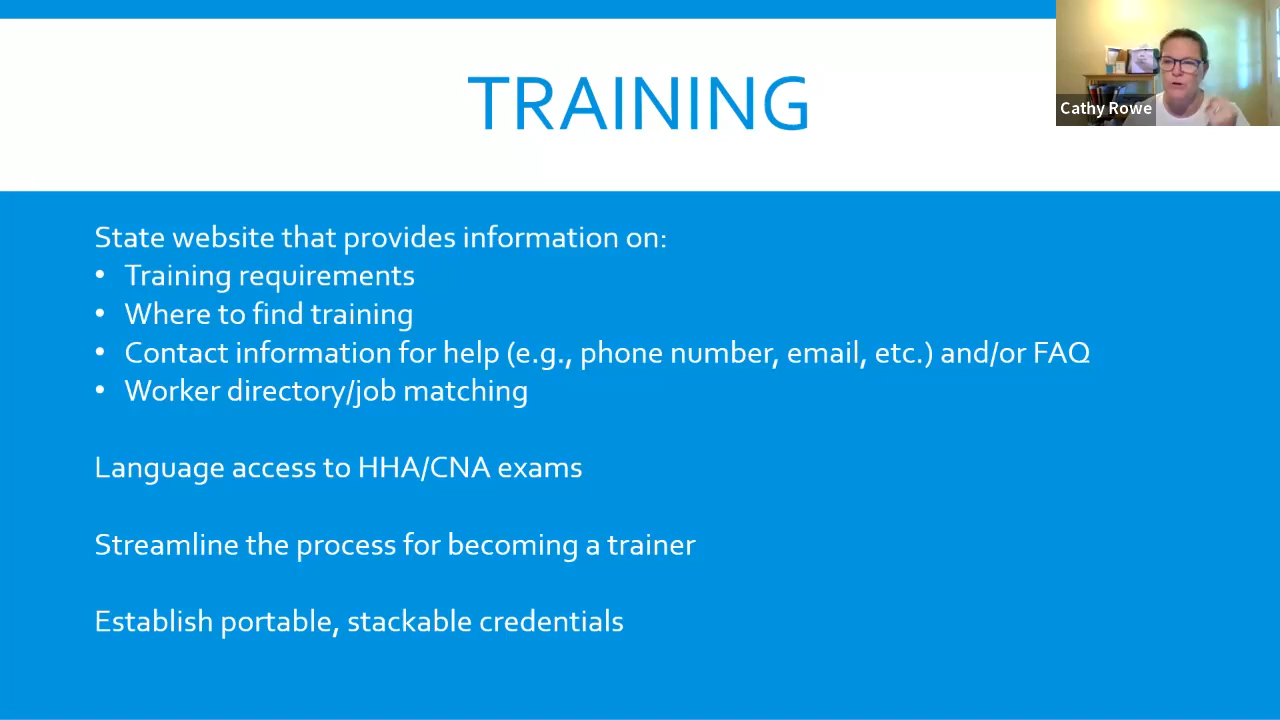 TRAINING
Cathy Rowe
State website that provides information on:
• Training requirements
• Where to find training
• Contact information for help (e.g., phone number, email, etc.) and/or FAQ
• Worker directory/job matching
Language access to HHA/CNA exams
Streamline the process for becoming a trainer
Establish portable, stackable credentials